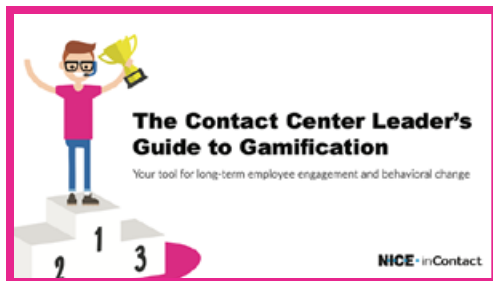 The Contact Center Leader's
Guide to Gamification
Your tool for long-term employee engagement and behavioral change
1
2
3
NICE·inContact